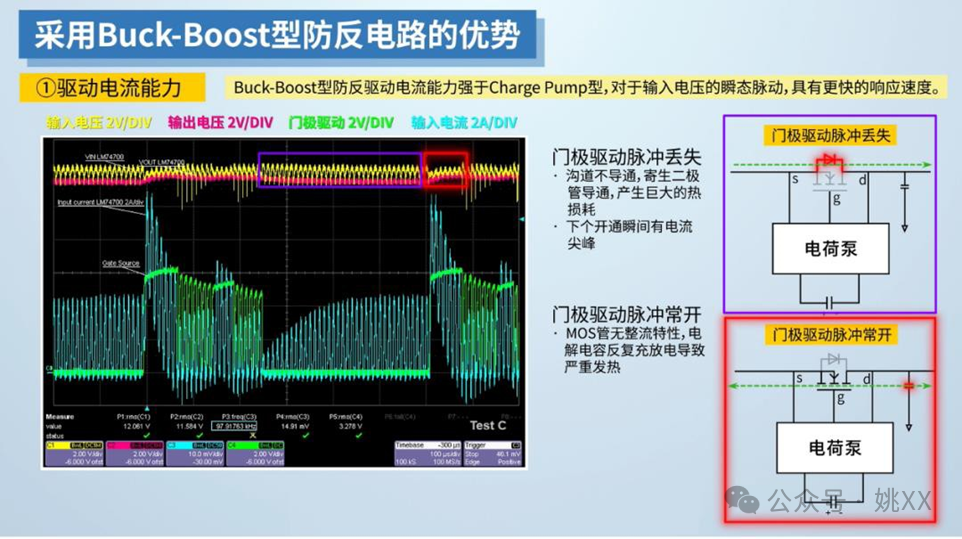 采用Buck-Boost型防反电路的优势
①驱动电流能力
Buck-Boost型防反驱动电流能力强于Charge Pump型，对于输入电压的瞬态脉动，具有更快的响应速度。
输入电压 2V/DIV 输出电压 2V/DIV 门极驱动 2V/DIV 输入电流 2A/DIV
VIN LM74700
VOUT LM74700
Input current LM74700 2A/div
Gate Source
Measure P1:rms(C1) P2:rms(C2) P3:freq(C3) P4:rms(C3) P5:rms(C4)
value 12.061 V 11.584 V 97.91763 kHz 14.91 mV 3.278 V
status
Test C
C1 C2 C3 C4 Timebase -300 µs Trigger
2.00 V/div 2.00 V/div 10.0 mV/div 2.00 V/div 100 µs/div Stop 46.1 mV
-6.000 V ofst -6.000 V ofst -30.00 mV -6.000 V ofst 100 kS 100 MS/s Edge Positive
门极驱动脉冲丢失
· 沟道不导通，寄生二极
管导通，产生巨大的热
损耗
· 下个开通瞬间有电流
尖峰
门极驱动脉冲常开
· MOS管无整流特性，电
解电容反复充放电导致
严重发热
门极驱动脉冲丢失
s d
g
电荷泵
门极驱动脉冲常开
s d
g
电荷泵
公众号 · 姚XX